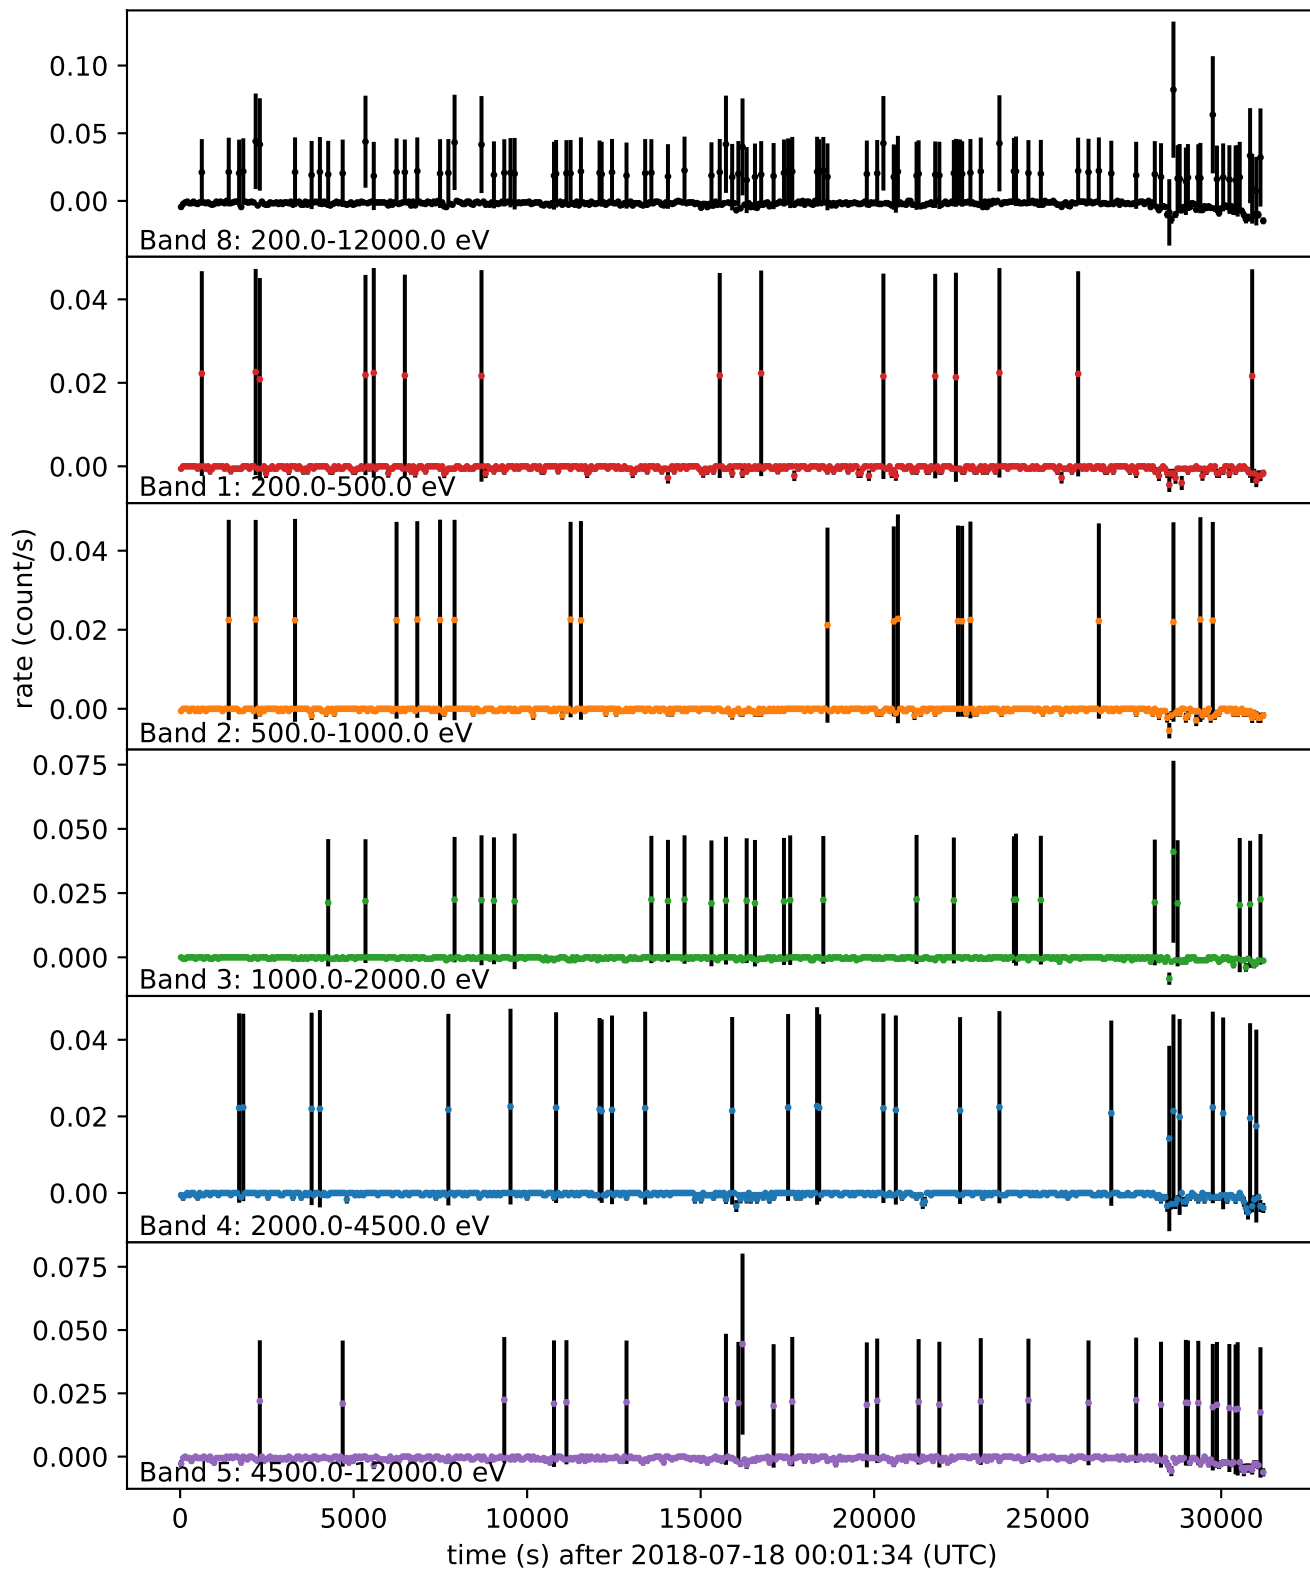 0.10
0.05
0.00
Band 8: 200.0-12000.0 eV
0.04
0.02
0.00
Band 1: 200.0-500.0 eV
rate (count/s)
0.04
0.02
0.00
Band 2: 500.0-1000.0 eV
0.075
0.050
0.025
0.000
Band 3: 1000.0-2000.0 eV
0.04
0.02
0.00
Band 4: 2000.0-4500.0 eV
0.075
0.050
0.025
0.000
Band 5: 4500.0-12000.0 eV
0 5000 10000 15000 20000 25000 30000
time (s) after 2018-07-18 00:01:34 (UTC)